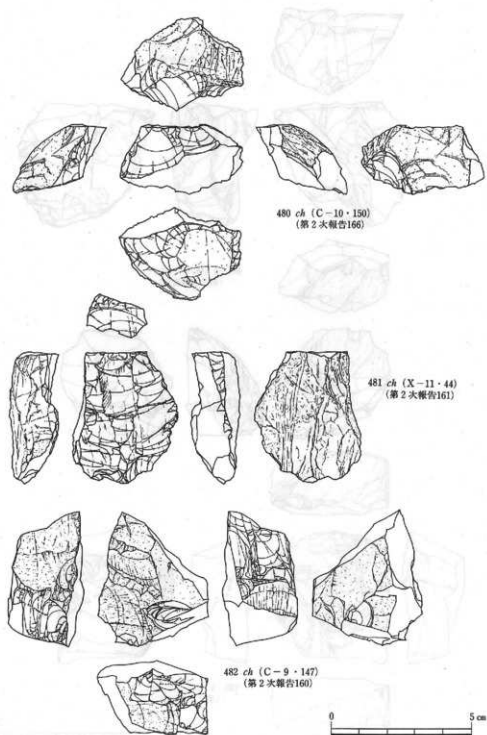 480 ch (C-10・150)
(第2次報告166)
481 ch (X-11・44)
(第2次報告161)
482 ch (C-9・147)
(第2次報告160)
0 5 cm